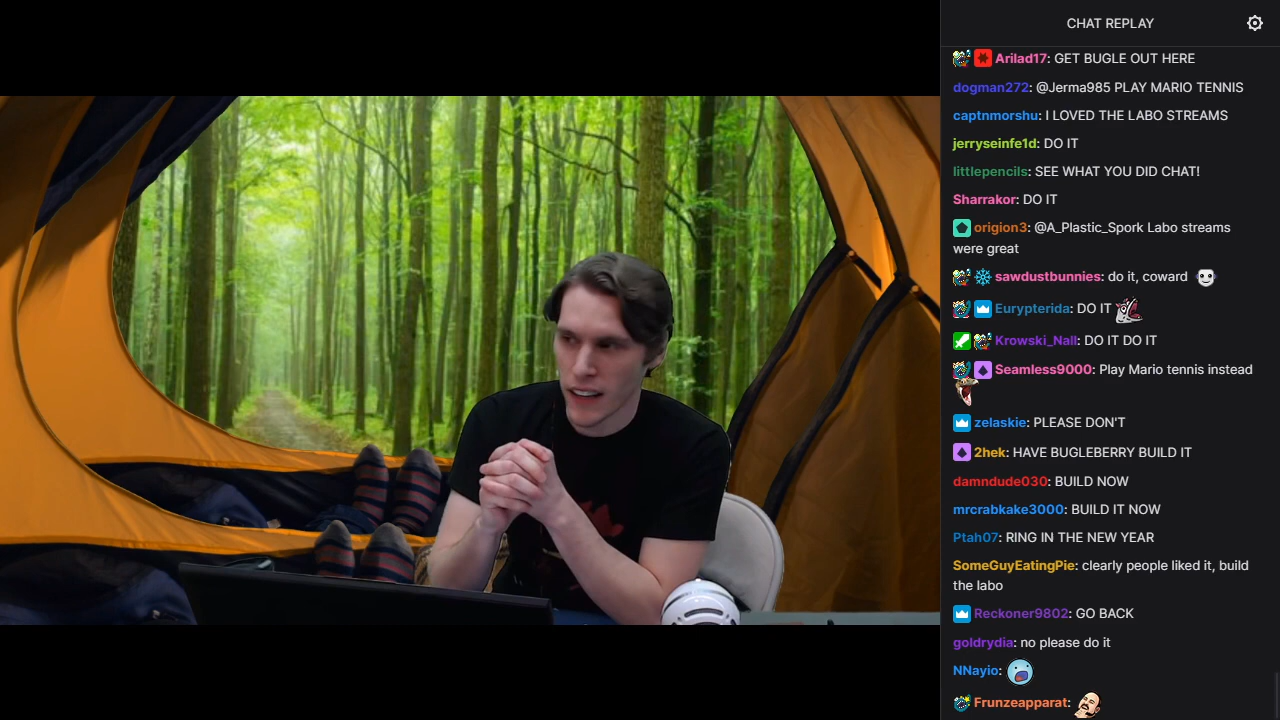 CHAT REPLAY
Arilad17: GET BUGLE OUT HERE
dogman272: @Jerma985 PLAY MARIO TENNIS
captnmorshu: I LOVED THE LABO STREAMS
jerryseinfe1d: DO IT
littlepencils: SEE WHAT YOU DID CHAT!
Sharrakor: DO IT
origion3: @A_Plastic_Spork Labo streams
were great
sawdustbunnies: do it, coward
Eurypterida: DO IT
Krowski_Nall: DO IT DO IT
Seamless9000: Play Mario tennis instead
zelaskie: PLEASE DON'T
2hek: HAVE BUGLEBERRY BUILD IT
damndude030: BUILD NOW
mrcrabkake3000: BUILD IT NOW
Ptah07: RING IN THE NEW YEAR
SomeGuyEatingPie: clearly people liked it, build
the labo
Reckoner9802: GO BACK
goldrydia: no please do it
NNayio:
Frunzeapparat: